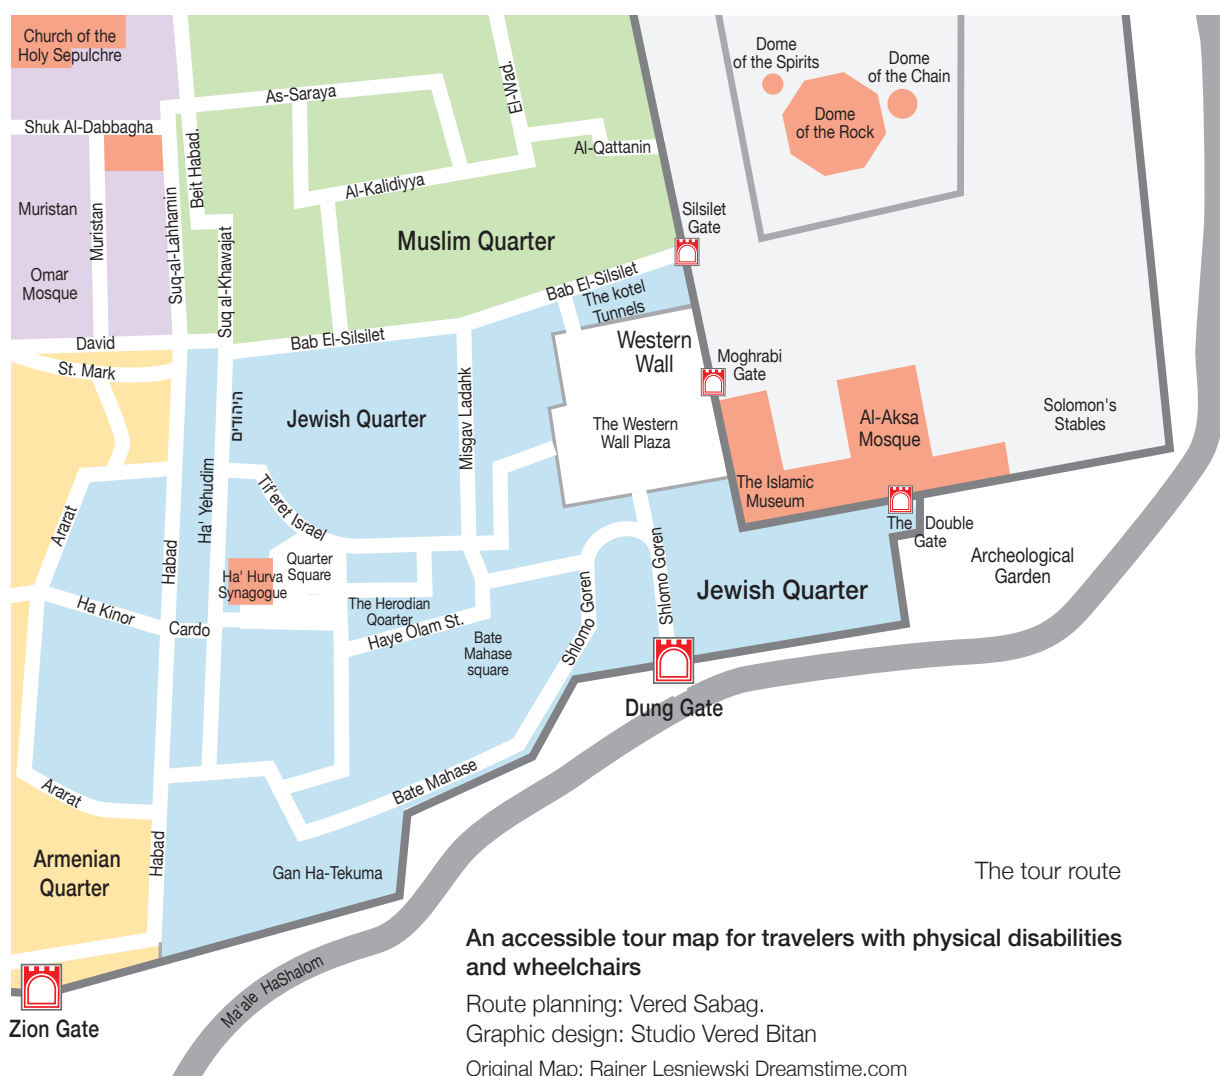 Church of the
Holy Sepulchre
Dome
of the Spirits
Dome
of the Chain
Dome
of the Rock
As-Saraya
El-Wad.
Shuk Al-Dabbagha
Beit Habad.
Al-Qattanin
Al-Kalidiyya
Muristan
Muristan
Suq-al-Lahhamin
Suq al-Khawajat
Silsilet
Gate
Muslim Quarter
Omar
Mosque
Bab El-Silsilet
The kotel
Tunnels
David
Bab El-Silsilet
Western
Wall
Moghrabi
Gate
St. Mark
Misgav Ladahk
היהודים
Jewish Quarter
The Western
Wall Plaza
Al-Aksa
Mosque
Solomon's
Stables
Ha' Yehudim
Tif'eret Israel
The Islamic
Museum
Ararat
The Double
Gate
Archeological
Garden
Habad
Quarter
Square
Ha' Hurva
Synagogue
Shlomo Goren
Shlomo Goren
Jewish Quarter
Ha Kinor
Cardo
The Herodian
Qoarter
Haye Olam St.
Bate
Mahase
square
Dung Gate
Ararat
Bate Mahase
Habad
Armenian
Quarter
Gan Ha-Tekuma
The tour route
Ma'ale HaShalom
Zion Gate
An accessible tour map for travelers with physical disabilities
and wheelchairs
Route planning: Vered Sabag.
Graphic design: Studio Vered Bitan
Original Map: Rainer Lesniewski Dreamstime.com